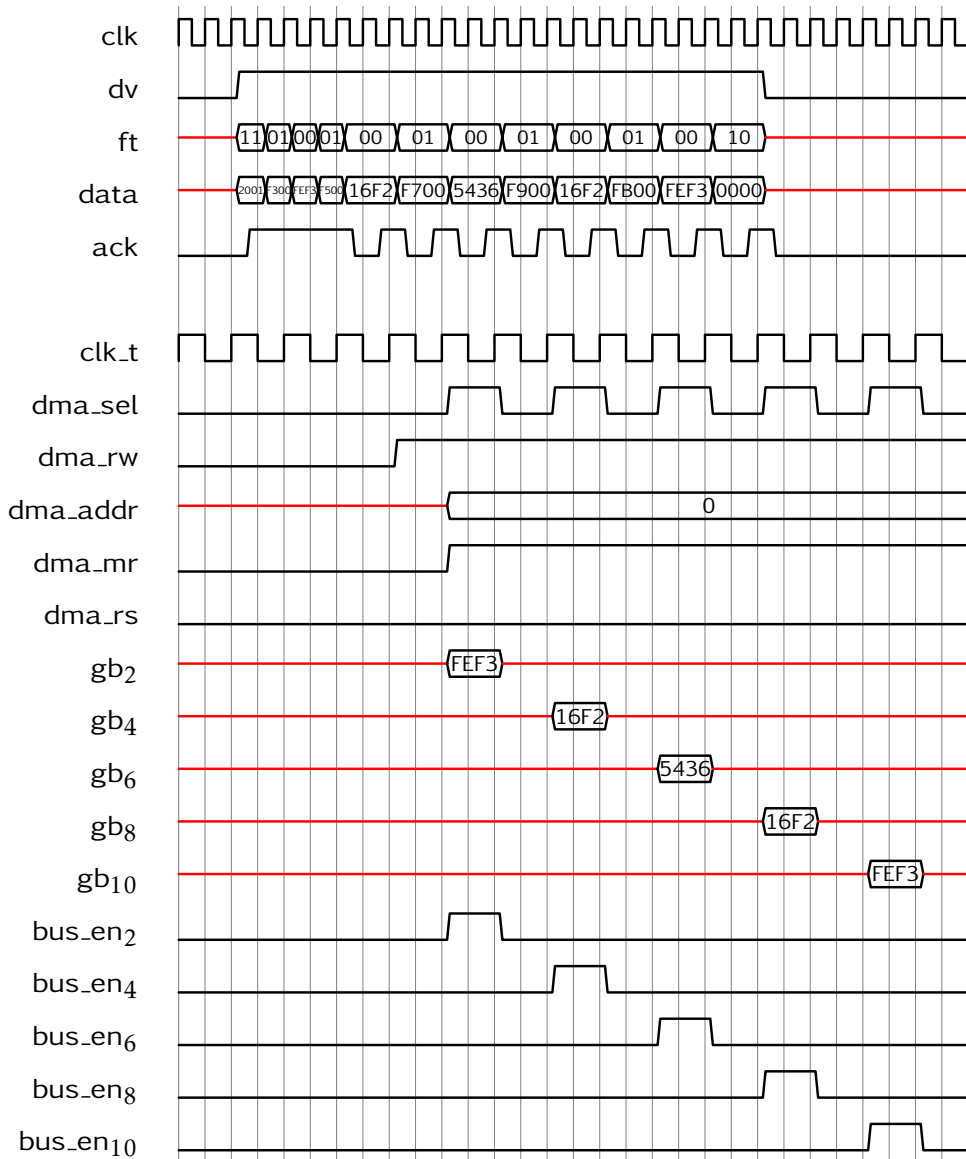 clk
dv
ft 11 01 00 01 00 01 00 01 00 01 00 10
data 2001 F300 FEF3 F500 16F2 F700 5436 F900 16F2 FB00 FEF3 0000
ack
clk_t
dma_sel
dma_rw
dma_addr 0
dma_mr
dma_rs
gb2 FEF3
gb4 16F2
gb6 5436
gb8 16F2
gb10 FEF3
bus_en2
bus_en4
bus_en6
bus_en8
bus_en10